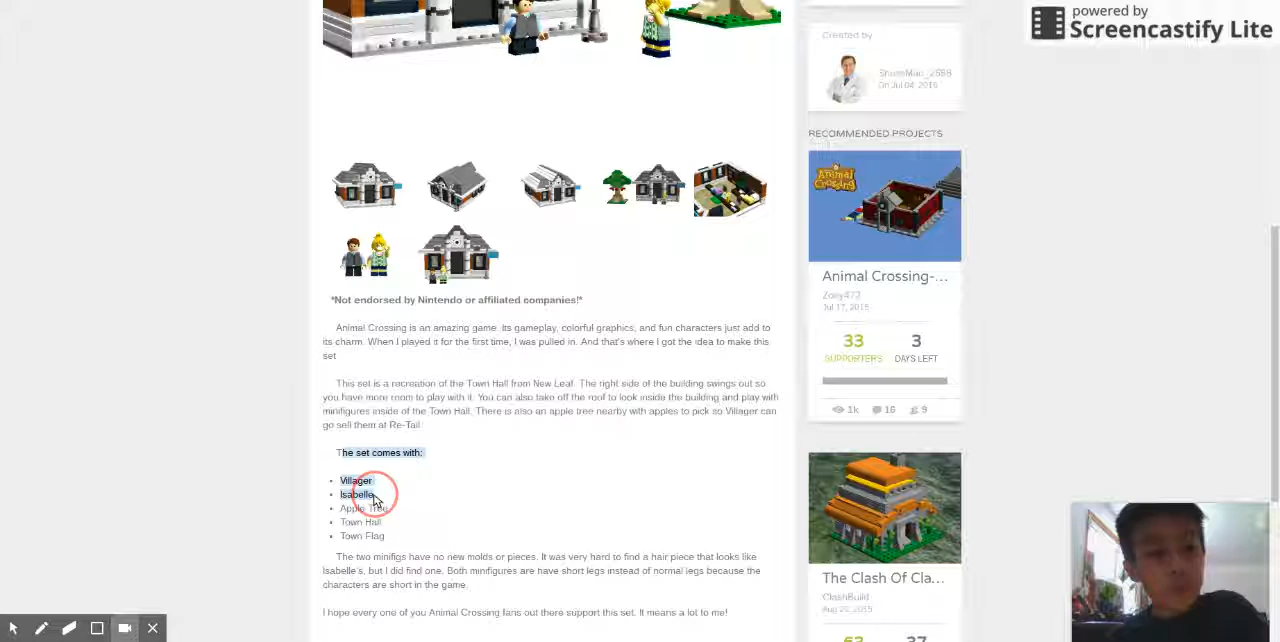 powered by
Screencastify Lite
Created by
On Jul 04, 2015
RECOMMENDED PROJECTS
ANIMAL CROSSING
Animal Crossing-...
Zoey472
Jul 17, 2015
33
SUPPORTERS
3
DAYS LEFT
1k
16
9
*Not endorsed by Nintendo or affiliated companies!*
Animal Crossing is an amazing game. Its gameplay, colorful graphics, and fun characters just add to
its charm. When I played it for the first time, I was pulled in. And that's where I got the idea to make this
set
This set is a recreation of the Town Hall from New Leaf. The right side of the building swings out so
you have more room to play with it. You can also take off the roof to look inside the building and play with
minifigures inside of the Town Hall. There is also an apple tree nearby with apples to pick so Villager can
go sell them at Re-Tail.
The set comes with:
Villager
Isabelle
Apple Tree
Town Hall
Town Flag
The two minifigs have no new molds or pieces. It was very hard to find a hair piece that looks like
Isabelle's, but I did find one. Both minifigures are have short legs instead of normal legs because the
characters are short in the game.
I hope every one of you Animal Crossing fans out there support this set. It means a lot to me!
The Clash Of Cla...
ClashBuild